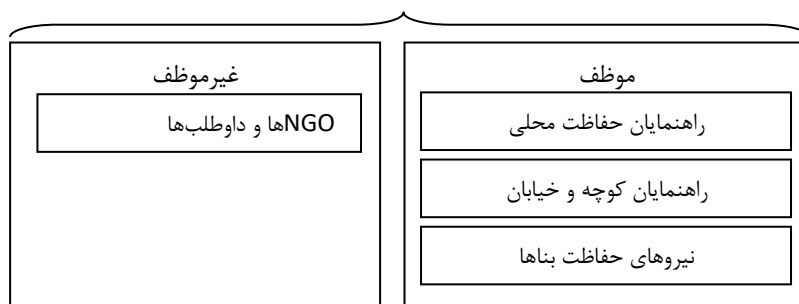 موظف
راهنمایان حفاظت محلی
راهنمایان کوچه و خیابان
نیروهای حفاظت بناها
غیرموظف
NGOها و داوطلب‌ها